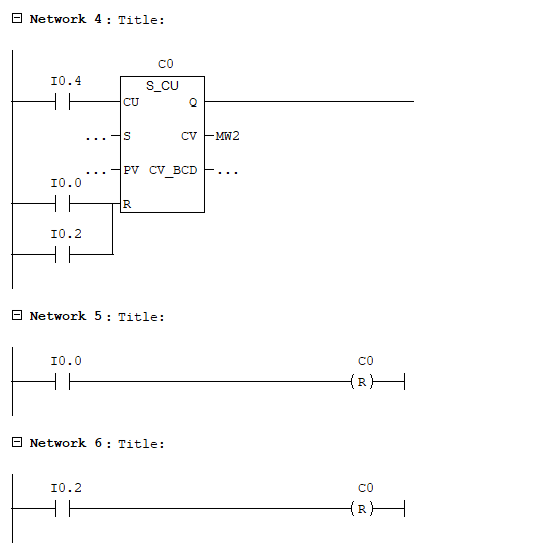 Network 4: Title:
C0
I0.4
S_CU
CU Q
... S CV MW2
... PV CV_BCD ...
I0.0
R
I0.2
Network 5: Title:
I0.0 C0
(R)
Network 6: Title:
I0.2 C0
(R)